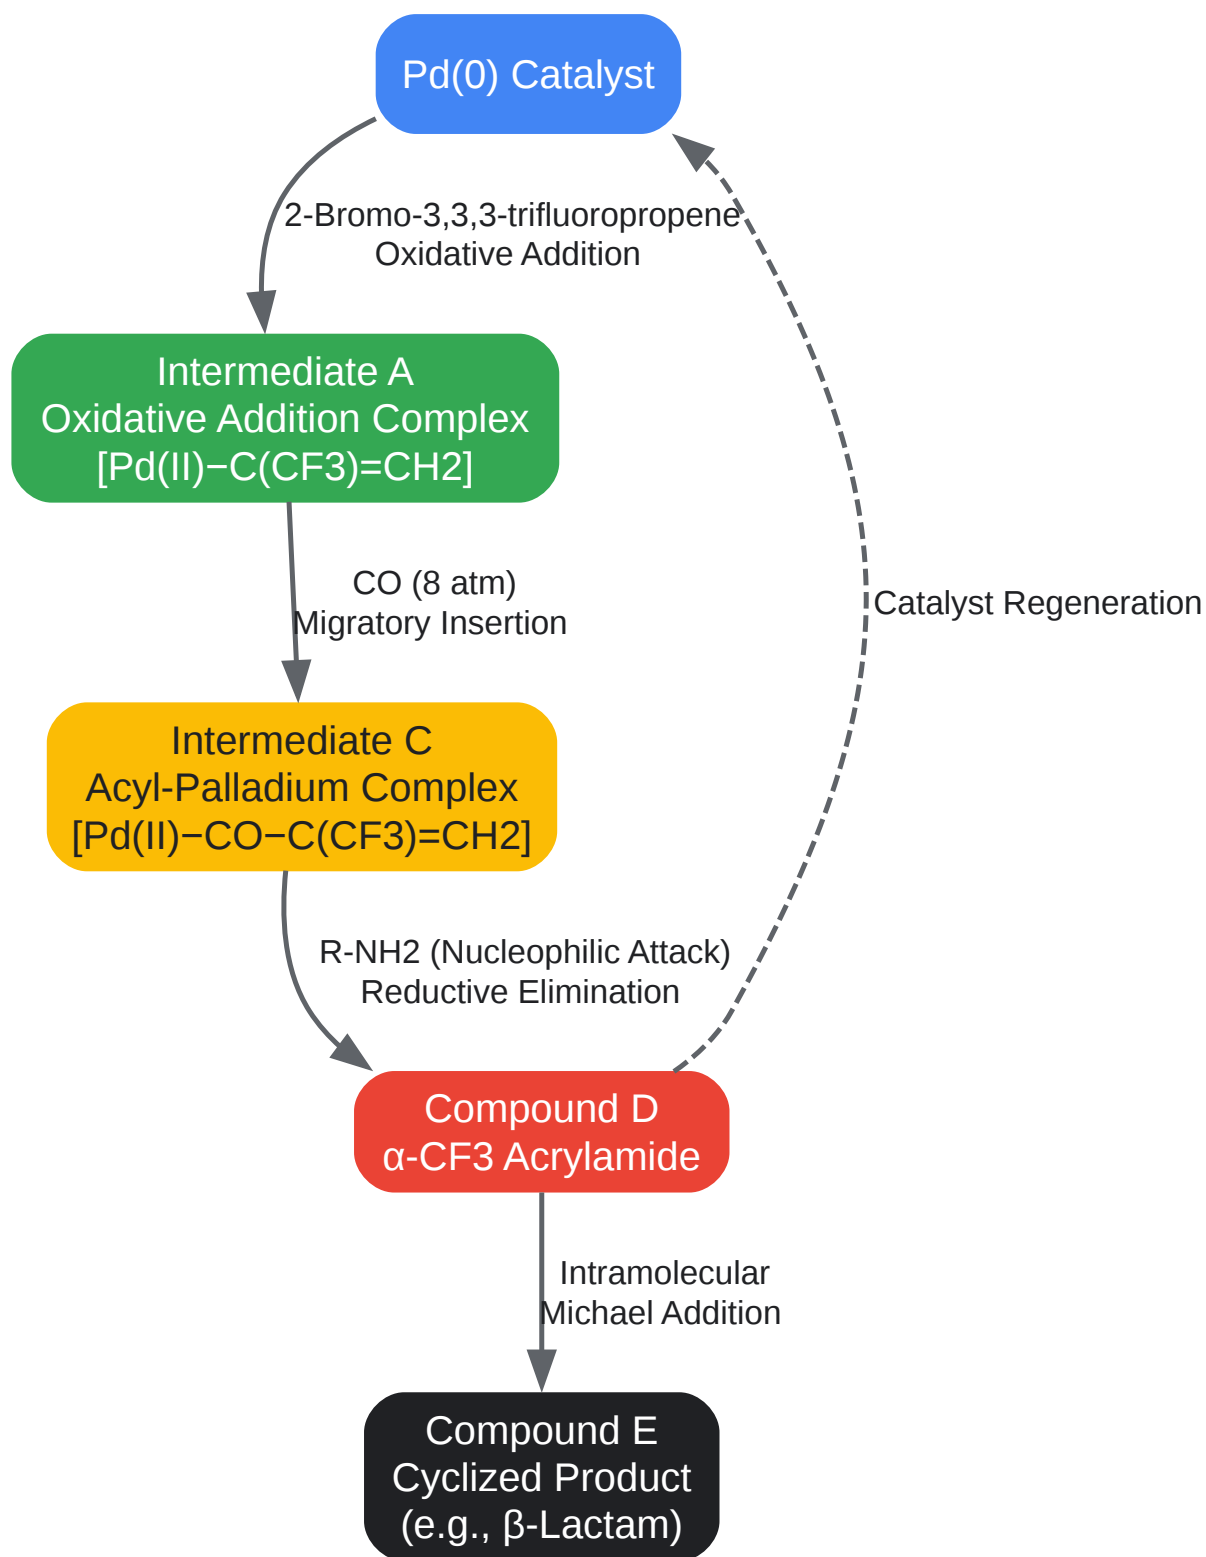 Pd(0) Catalyst
2-Bromo-3,3,3-trifluoropropene
Oxidative Addition
Intermediate A
Oxidative Addition Complex
[Pd(II)−C(CF3)=CH2]
CO (8 atm)
Migratory Insertion
Catalyst Regeneration
Intermediate C
Acyl-Palladium Complex
[Pd(II)−CO−C(CF3)=CH2]
R-NH2 (Nucleophilic Attack)
Reductive Elimination
Compound D
α-CF3 Acrylamide
Intramolecular
Michael Addition
Compound E
Cyclized Product
(e.g., β-Lactam)